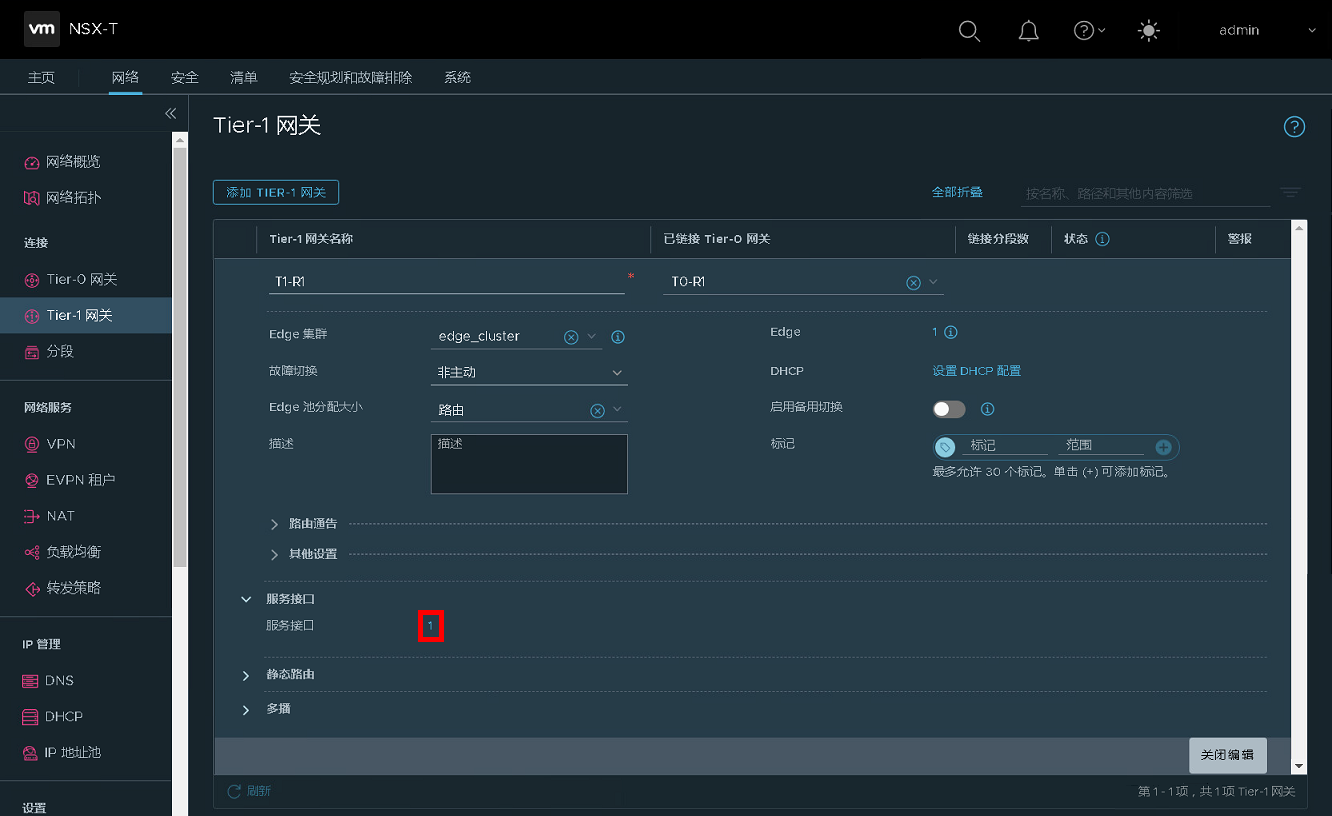 vm NSX-T
admin
主页 网络 安全 清单 安全规划和故障排除 系统
Tier-1 网关
网络概览
网络拓扑
连接
Tier-0 网关
Tier-1 网关
分段
网络服务
VPN
EVPN 租户
NAT
负载均衡
转发策略
IP 管理
DNS
DHCP
IP 地址池
设置
添加 TIER-1 网关
全部折叠
按名称、路径和其他内容筛选
Tier-1 网关名称 已链接 Tier-0 网关 链接分段数 状态 警报
T1-R1 * T0-R1
Edge 集群 edge_cluster Edge 1
故障切换 非主动 DHCP 设置 DHCP 配置
Edge 池分配大小 路由 启用备用切换
描述 描述 标记 标记 范围
最多允许 30 个标记。单击 (+) 可添加标记。
路由通告
其他设置
服务接口
服务接口 1
静态路由
多播
关闭编辑
刷新
第 1 - 1 项，共 1 项 Tier-1 网关